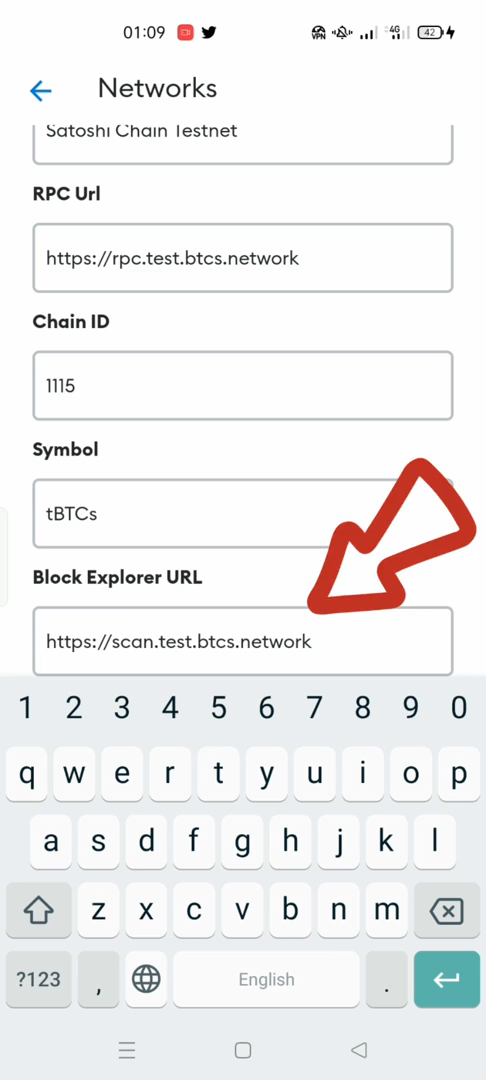 01:09
VPN
4G
42
Networks
Satoshi Chain Testnet
RPC Url
https://rpc.test.btcs.network
Chain ID
1115
Symbol
tBTCs
Block Explorer URL
https://scan.test.btcs.network
1 2 3 4 5 6 7 8 9 0
q w e r t y u i o p
a s d f g h j k l
z x c v b n m
?123 , English .